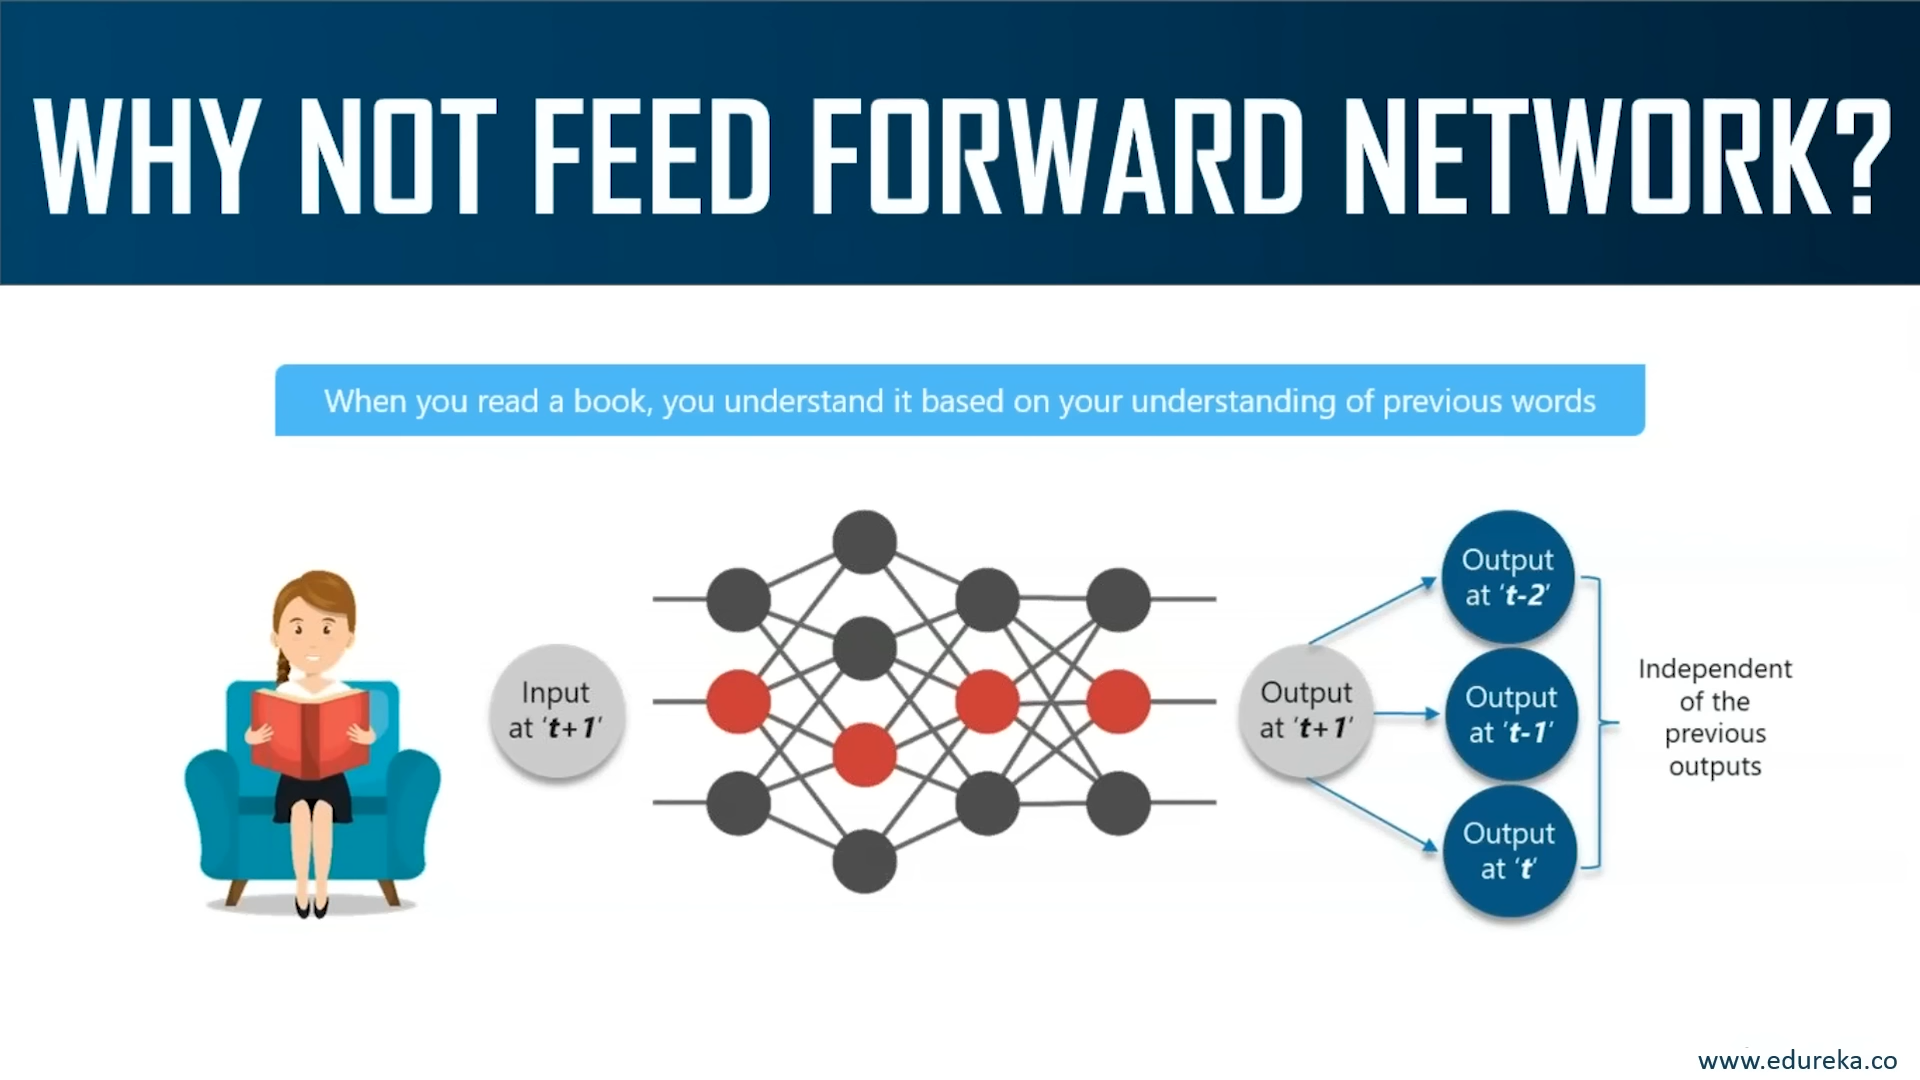 WHY NOT FEED FORWARD NETWORK?
When you read a book, you understand it based on your understanding of previous words
Input
at 't+1'
Output
at 't+1'
Output
at 't-2'
Output
at 't-1'
Output
at 't'
Independent
of the
previous
outputs
www.edureka.co